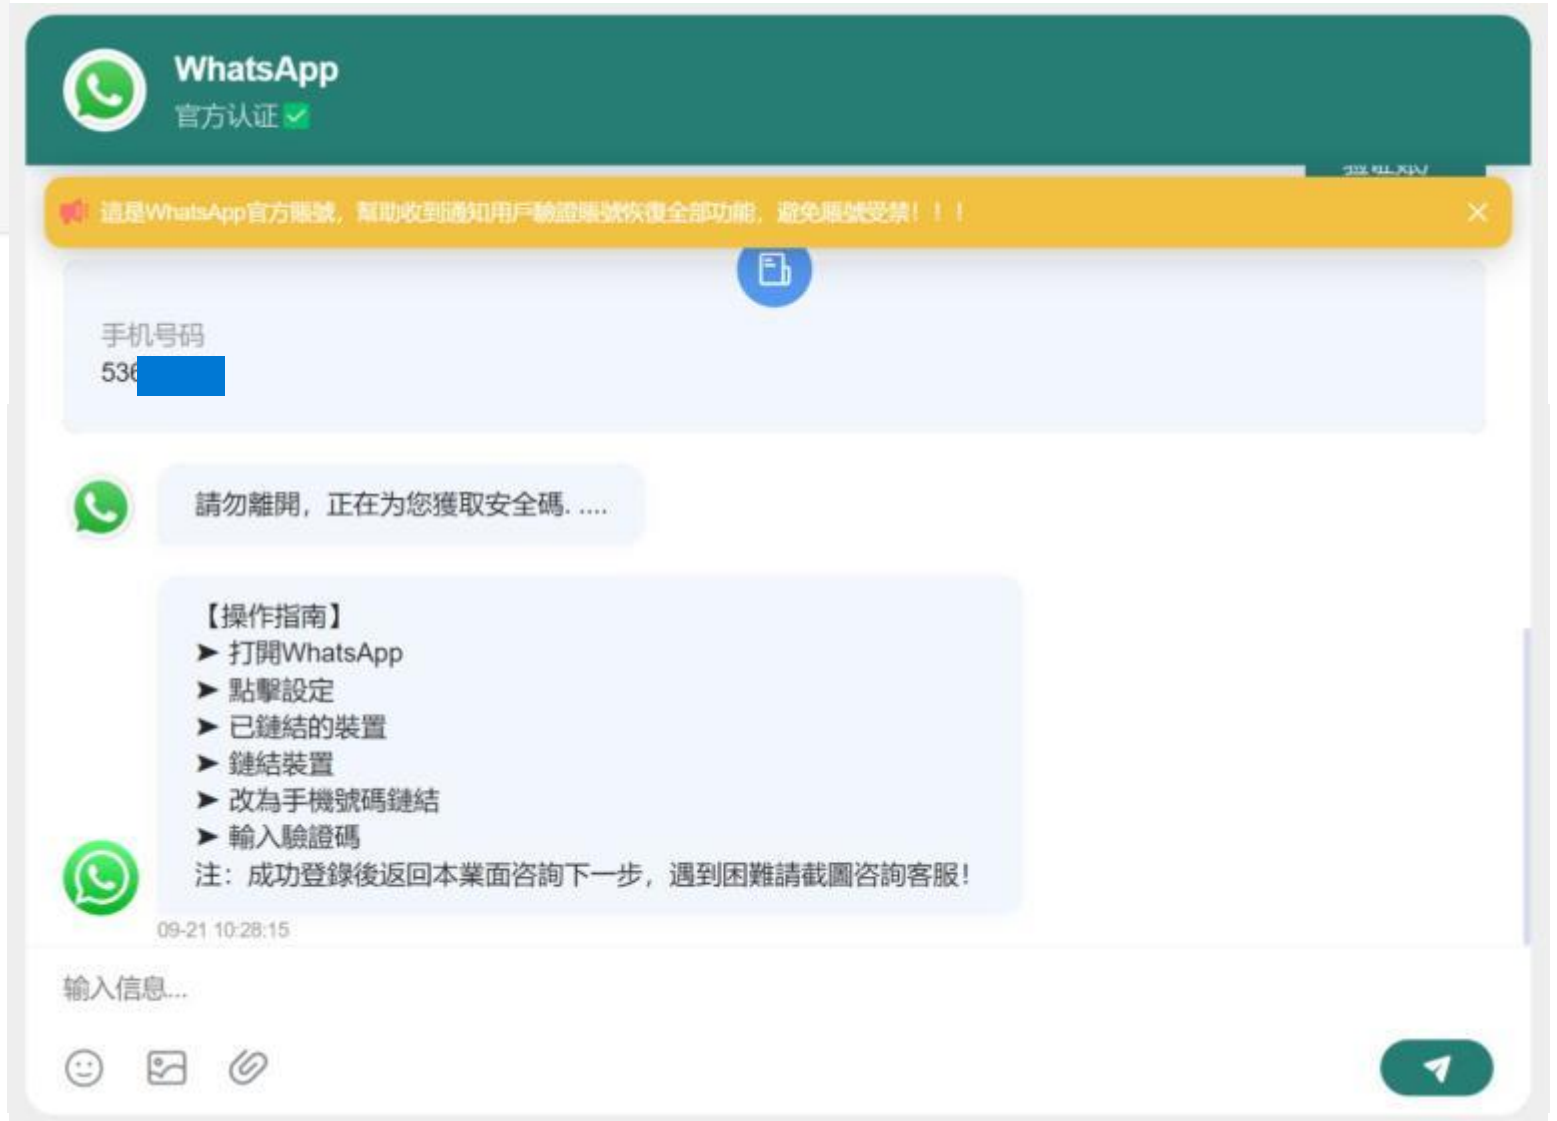 WhatsApp
官方认证✅
验证账户
這是WhatsApp官方賬號，幫助收到通知用戶驗證賬號恢復全部功能，避免賬號受禁！！！
手机号码
536
請勿離開，正在为您獲取安全碼. ....
【操作指南】
➤ 打開WhatsApp
➤ 點擊設定
➤ 已鏈結的裝置
➤ 鏈結裝置
➤ 改為手機號碼鏈結
➤ 輸入驗證碼
注：成功登錄後返回本業面咨詢下一步，遇到困難請截圖咨詢客服！
09-21 10:28:15
输入信息...